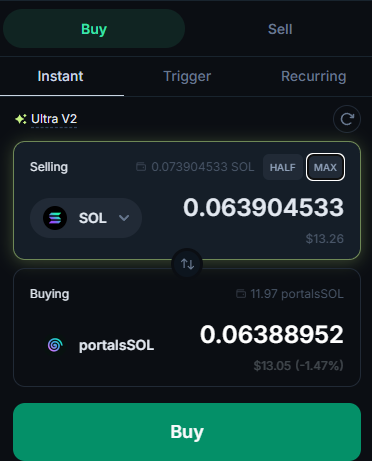 Buy Sell
Instant Trigger Recurring
Ultra V2
Selling 0.073904533 SOL HALF MAX
SOL 0.063904533
$13.26
Buying 11.97 portalsSOL
portalsSOL 0.06388952
$13.05 (-1.47%)
Buy